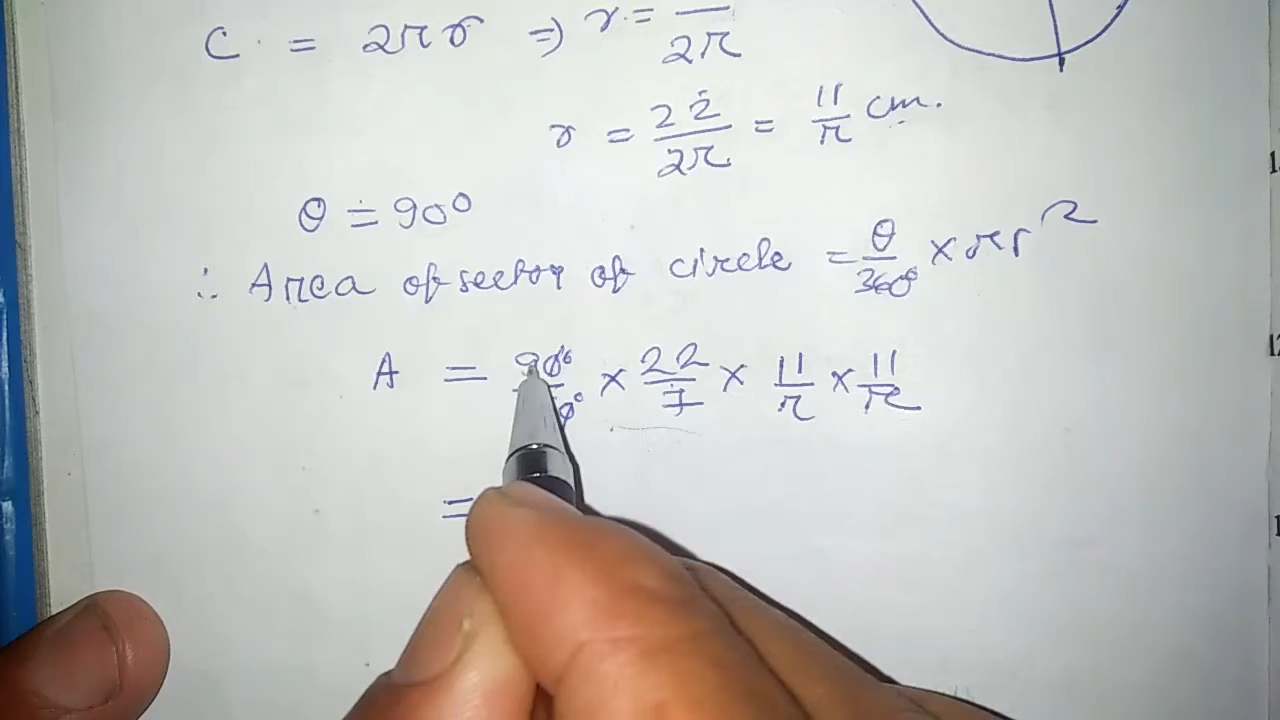 C = 2πr ⇒ r = — / 2π
r = 22/2π = 11/π cm.
θ = 90°
∴ Area of sector of circle = θ/360° × πr²
A = 90° × 22/7 × 11/π × 11/π
=